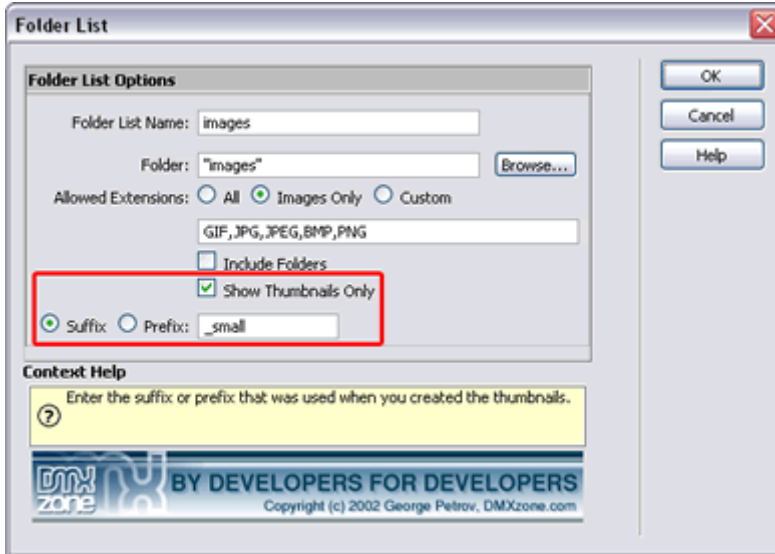 Folder List
Folder List Options
Folder List Name: images
Folder: "images" Browse...
Allowed Extensions: All Images Only Custom
GIF,JPG,JPEG,BMP,PNG
Include Folders
Show Thumbnails Only
Suffix Prefix: _small
OK
Cancel
Help
Context Help
Enter the suffix or prefix that was used when you created the thumbnails.
DMX zone BY DEVELOPERS FOR DEVELOPERS
Copyright (c) 2002 George Petrov, DMXzone.com